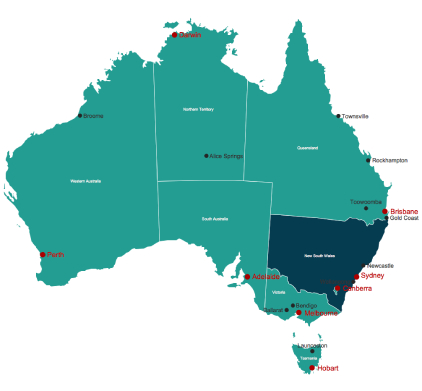 Darwin
Northern Territory
Broome
Townsville
Queensland
Alice Springs
Rockhampton
Western Australia
Toowoomba
Brisbane
Gold Coast
South Australia
New South Wales
Perth
Newcastle
Adelaide
Sydney
Canberra
Victoria
Bendigo
Ballarat
Melbourne
Launceston
Tasmania
Hobart